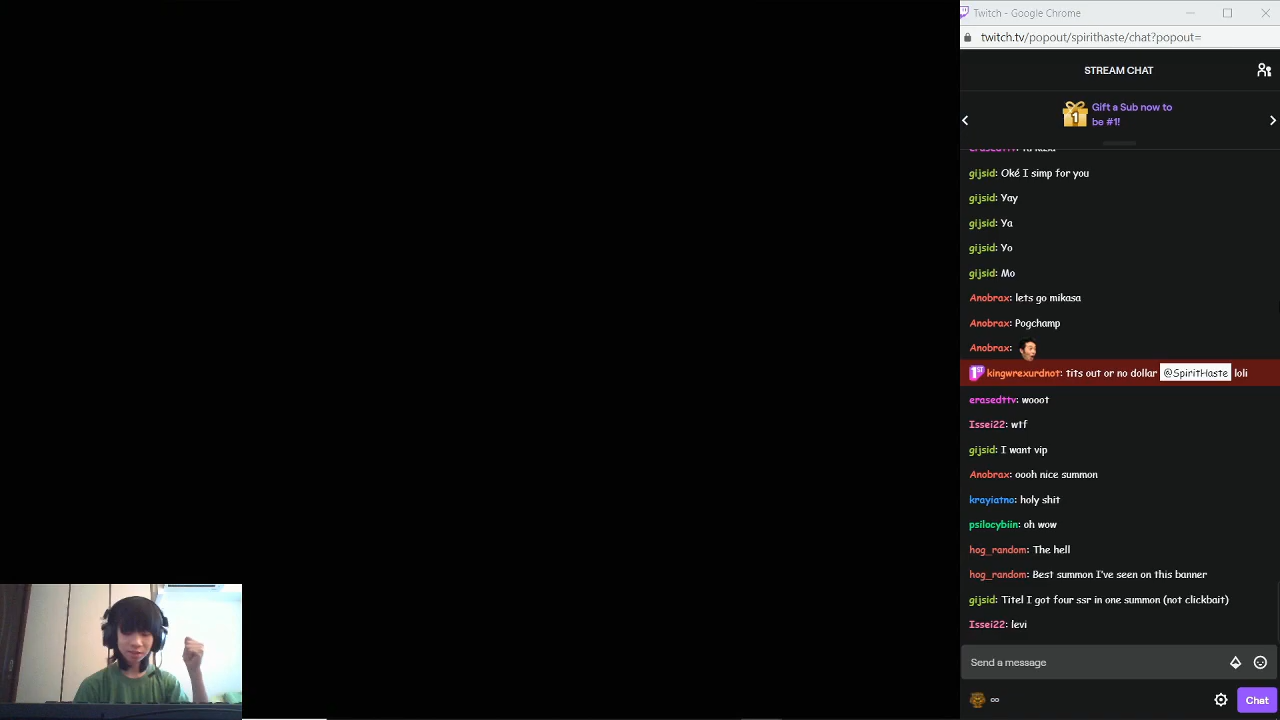 Twitch - Google Chrome
twitch.tv/popout/spirithaste/chat?popout=
STREAM CHAT
1
Gift a Sub now to
be #1!
gijsid: Oké I simp for you
gijsid: Yay
gijsid: Ya
gijsid: Yo
gijsid: Mo
Anobrax: lets go mikasa
Anobrax: Pogchamp
Anobrax:
1ST kingwrexurdnot: tits out or no dollar @SpiritHaste loli
erasedttv: wooot
Issei22: wtf
gijsid: I want vip
Anobrax: oooh nice summon
krayiatno: holy shit
psilocybiin: oh wow
hog_random: The hell
hog_random: Best summon I've seen on this banner
gijsid: Titel I got four ssr in one summon (not clickbait)
Issei22: levi
Send a message
∞
Chat